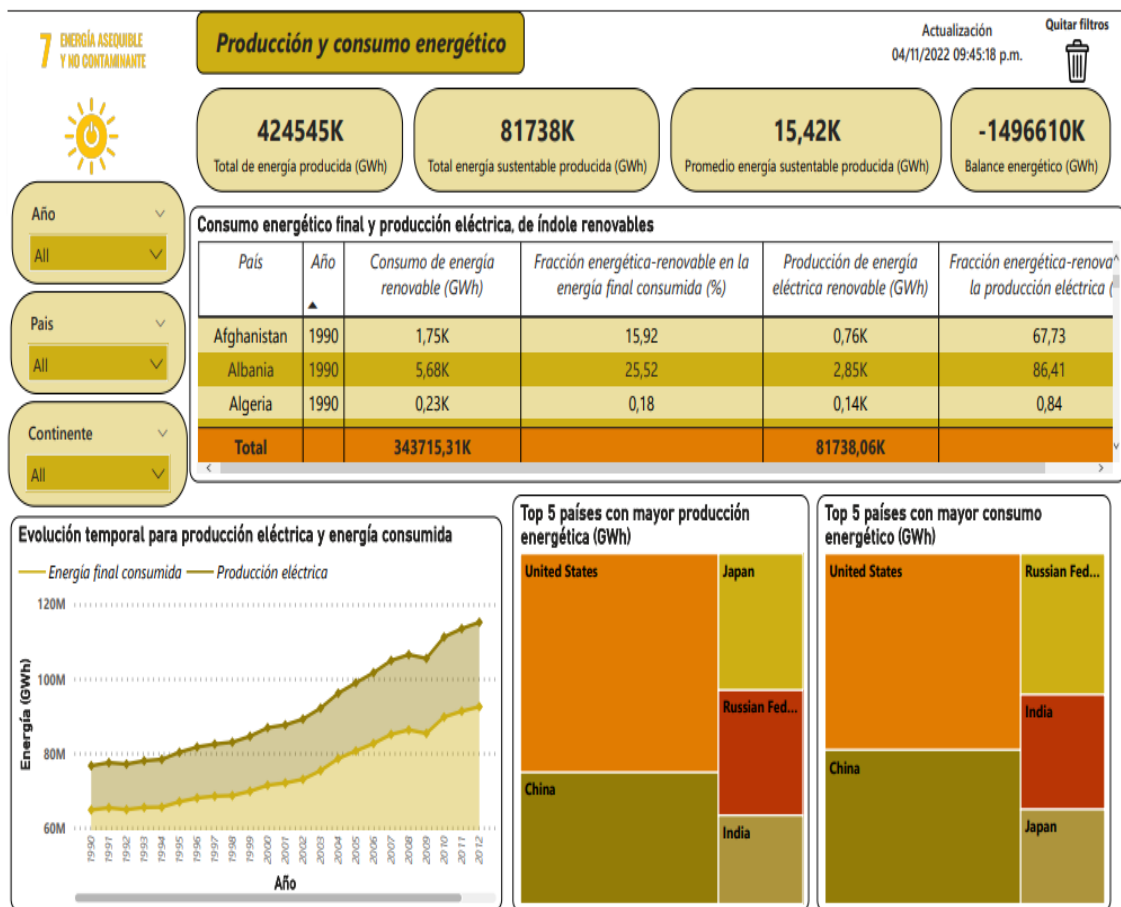 7 ENERGÍA ASEQUIBLE
Y NO CONTAMINANTE
Producción y consumo energético
Actualización
04/11/2022 09:45:18 p.m.
Quitar filtros
424545K
Total de energía producida (GWh)
81738K
Total energía sustentable producida (GWh)
15,42K
Promedio energía sustentable producida (GWh)
-1496610K
Balance energético (GWh)
Año
All
Pais
All
Continente
All
Consumo energético final y producción eléctrica, de índole renovables
País Año Consumo de energía renovable (GWh) Fracción energética-renovable en la energía final consumida (%) Producción de energía eléctrica renovable (GWh) Fracción energética-renova la producción eléctrica (
Afghanistan 1990 1,75K 15,92 0,76K 67,73
Albania 1990 5,68K 25,52 2,85K 86,41
Algeria 1990 0,23K 0,18 0,14K 0,84
Total 343715,31K 81738,06K
Evolución temporal para producción eléctrica y energía consumida
Energía final consumida Producción eléctrica
Energía (GWh)
120M
100M
80M
60M
1990 1991 1992 1993 1994 1995 1996 1997 1998 1999 2000 2001 2002 2003 2004 2005 2006 2007 2008 2009 2010 2011 2012
Año
Top 5 países con mayor producción
energética (GWh)
United States
Japan
Russian Fed...
China
India
Top 5 países con mayor consumo
energético (GWh)
United States
Russian Fed...
India
China
Japan